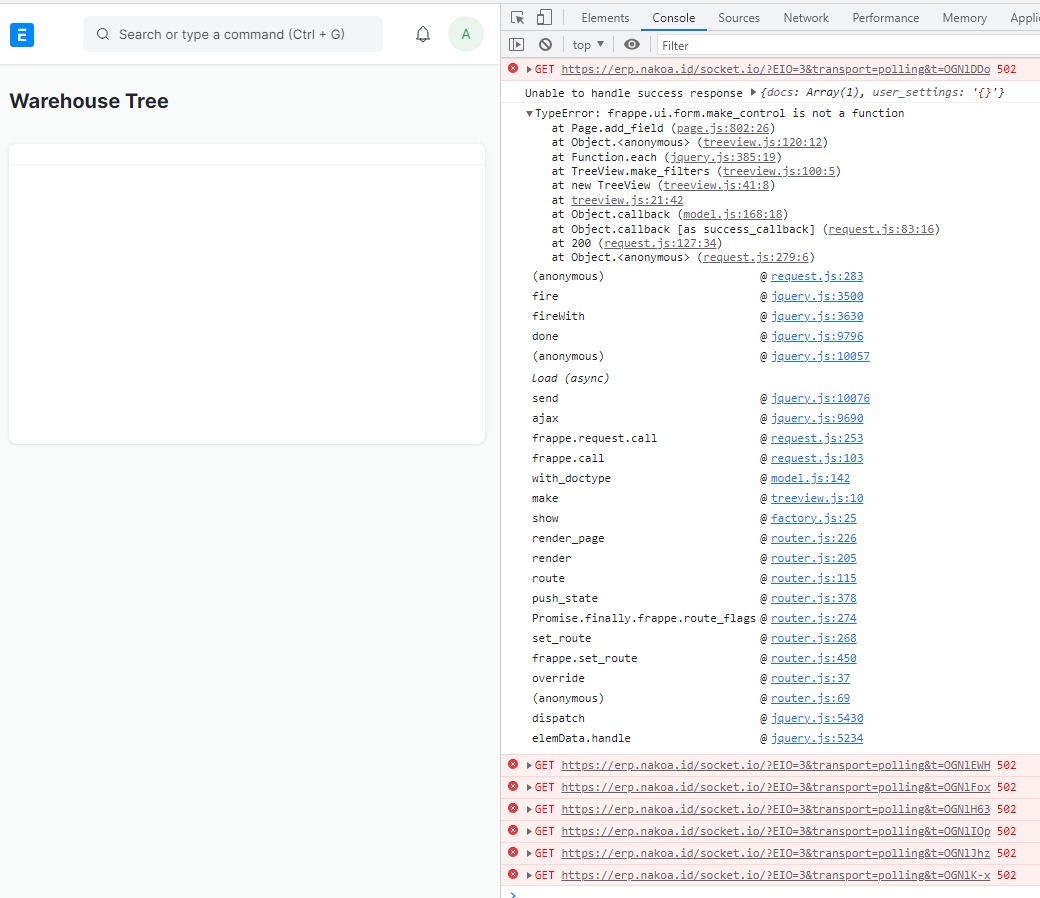 E
Search or type a command (Ctrl + G)
A
Warehouse Tree
Elements Console Sources Network Performance Memory Appli
top ▼ Filter
GET https://erp.nakoa.id/socket.io/?EIO=3&transport=polling&t=OGNlDDo 502
Unable to handle success response ▶ {docs: Array(1), user_settings: '{}'}
▼TypeError: frappe.ui.form.make_control is not a function
at Page.add_field (page.js:802:26)
at Object.<anonymous> (treeview.js:120:12)
at Function.each (jquery.js:385:19)
at TreeView.make_filters (treeview.js:100:5)
at new TreeView (treeview.js:41:8)
at treeview.js:21:42
at Object.callback (model.js:168:18)
at Object.callback [as success_callback] (request.js:83:16)
at 200 (request.js:127:34)
at Object.<anonymous> (request.js:279:6)
(anonymous) @ request.js:283
fire @ jquery.js:3500
fireWith @ jquery.js:3630
done @ jquery.js:9796
(anonymous) @ jquery.js:10057
load (async)
send @ jquery.js:10076
ajax @ jquery.js:9690
frappe.request.call @ request.js:253
frappe.call @ request.js:103
with_doctype @ model.js:142
make @ treeview.js:10
show @ factory.js:25
render_page @ router.js:226
render @ router.js:205
route @ router.js:115
push_state @ router.js:378
Promise.finally.frappe.route_flags @ router.js:274
set_route @ router.js:268
frappe.set_route @ router.js:450
override @ router.js:37
(anonymous) @ router.js:69
dispatch @ jquery.js:5430
elemData.handle @ jquery.js:5234
GET https://erp.nakoa.id/socket.io/?EIO=3&transport=polling&t=OGNlEWH 502
GET https://erp.nakoa.id/socket.io/?EIO=3&transport=polling&t=OGNlFox 502
GET https://erp.nakoa.id/socket.io/?EIO=3&transport=polling&t=OGNlH63 502
GET https://erp.nakoa.id/socket.io/?EIO=3&transport=polling&t=OGNlIOp 502
GET https://erp.nakoa.id/socket.io/?EIO=3&transport=polling&t=OGNlJhz 502
GET https://erp.nakoa.id/socket.io/?EIO=3&transport=polling&t=OGNlK-x 502